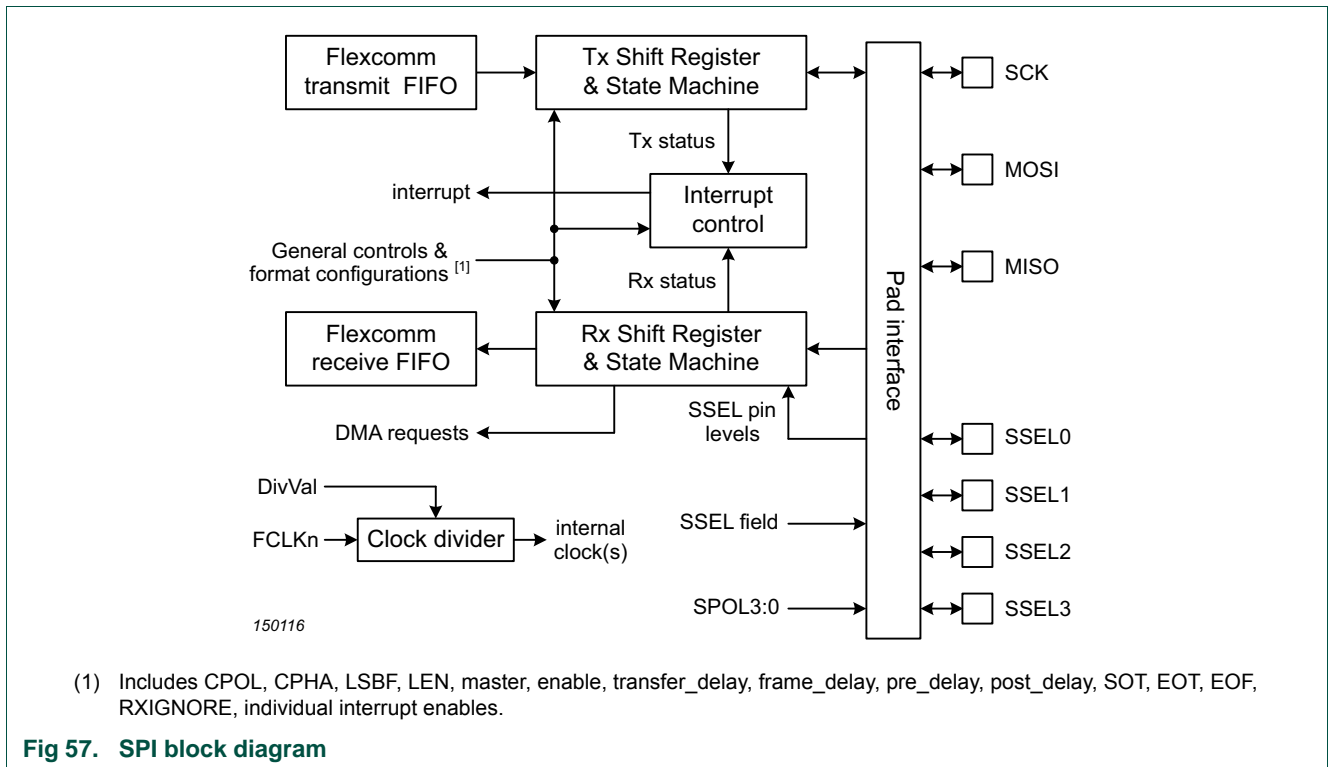 Flexcomm
transmit FIFO
Tx Shift Register
& State Machine
SCK
Tx status
MOSI
interrupt
Interrupt
control
General controls &
format configurations [1]
Rx status
MISO
Pad interface
Flexcomm
receive FIFO
Rx Shift Register
& State Machine
SSEL pin
levels
DMA requests
SSEL0
DivVal
SSEL1
SSEL field
FCLKn
Clock divider
internal
clock(s)
SSEL2
SPOL3:0
SSEL3
150116
(1) Includes CPOL, CPHA, LSBF, LEN, master, enable, transfer_delay, frame_delay, pre_delay, post_delay, SOT, EOT, EOF,
RXIGNORE, individual interrupt enables.
Fig 57. SPI block diagram